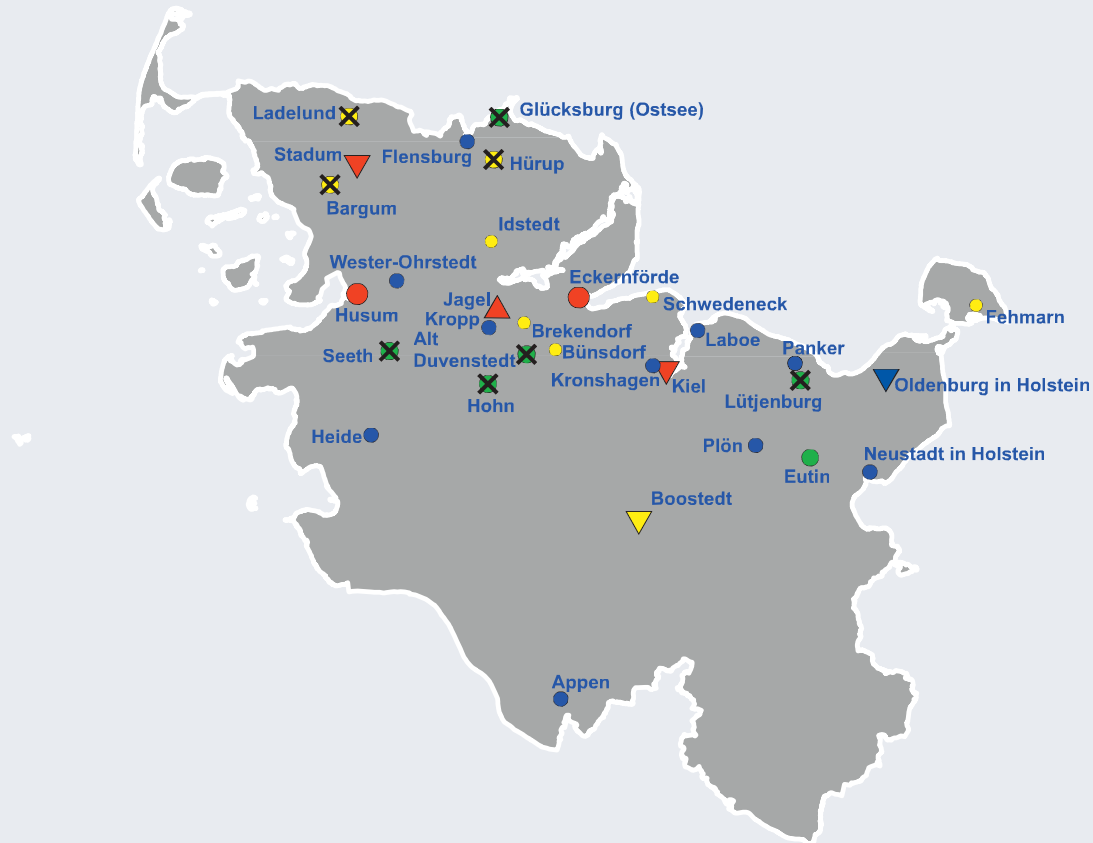 Glücksburg (Ostsee)
Ladelund
Stadum
Flensburg
Hürup
Bargum
Idstedt
Wester-Ohrstedt
Eckernförde
Jagel
Schwedeneck
Husum
Kropp
Fehmarn
Brekendorf
Alt
Duvenstedt
Laboe
Seeth
Bünsdorf
Panker
Kronshagen
Kiel
Oldenburg in Holstein
Hohn
Lütjenburg
Heide
Plön
Neustadt in Holstein
Eutin
Boostedt
Appen